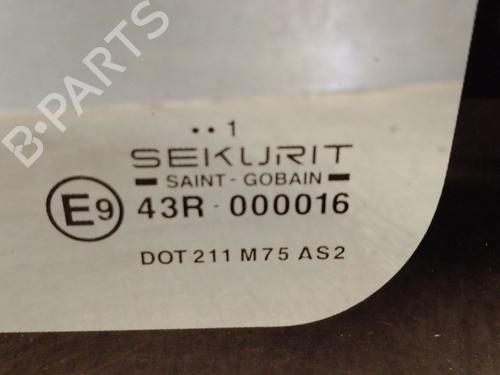 B-PARTS
•• 1
SEKURIT
SAINT-GOBAIN
E9 43R-000016
DOT 211 M75 AS2